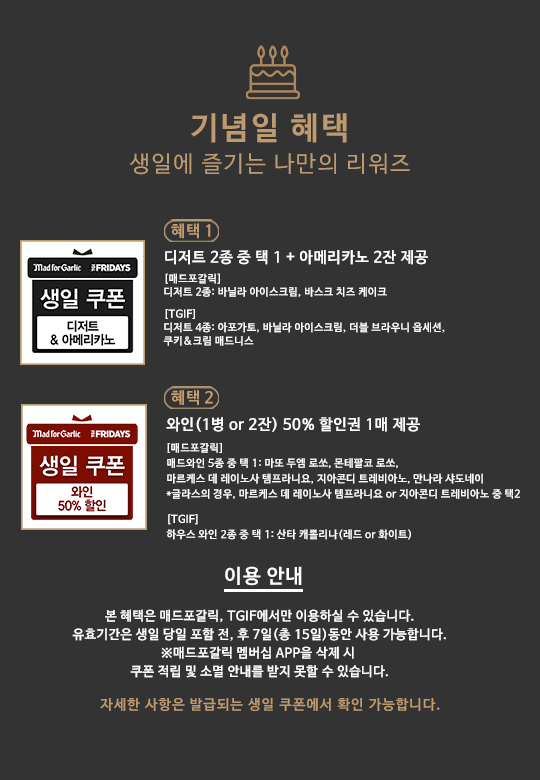 기념일 혜택
생일에 즐기는 나만의 리워즈
혜택 1
Mad for Garlic TGI FRIDAYS
생일 쿠폰
디저트
& 아메리카노
디저트 2종 중 택 1 + 아메리카노 2잔 제공
[매드포갈릭]
디저트 2종: 바닐라 아이스크림, 바스크 치즈 케이크
[TGIF]
디저트 4종: 아포가토, 바닐라 아이스크림, 더블 브라우니 옵세션,
쿠키&크림 매드니스
혜택 2
Mad for Garlic TGI FRIDAYS
생일 쿠폰
와인
50% 할인
와인(1병 or 2잔) 50% 할인권 1매 제공
[매드포갈릭]
매드와인 5종 중 택 1: 마또 두엠 로쏘, 몬테팔코 로쏘,
마르케스 데 레이노사 템프라니요, 지아콘디 트레비아노, 만나라 샤도네이
*글라스의 경우, 마르케스 데 레이노사 템프라니요 or 지아콘디 트레비아노 중 택2
[TGIF]
하우스 와인 2종 중 택 1: 산타 캐롤리나(레드 or 화이트)
이용 안내
본 혜택은 매드포갈릭, TGIF에서만 이용하실 수 있습니다.
유효기간은 생일 당일 포함 전, 후 7일(총 15일)동안 사용 가능합니다.
※매드포갈릭 멤버십 APP을 삭제 시
쿠폰 적립 및 소멸 안내를 받지 못할 수 있습니다.
자세한 사항은 발급되는 생일 쿠폰에서 확인 가능합니다.